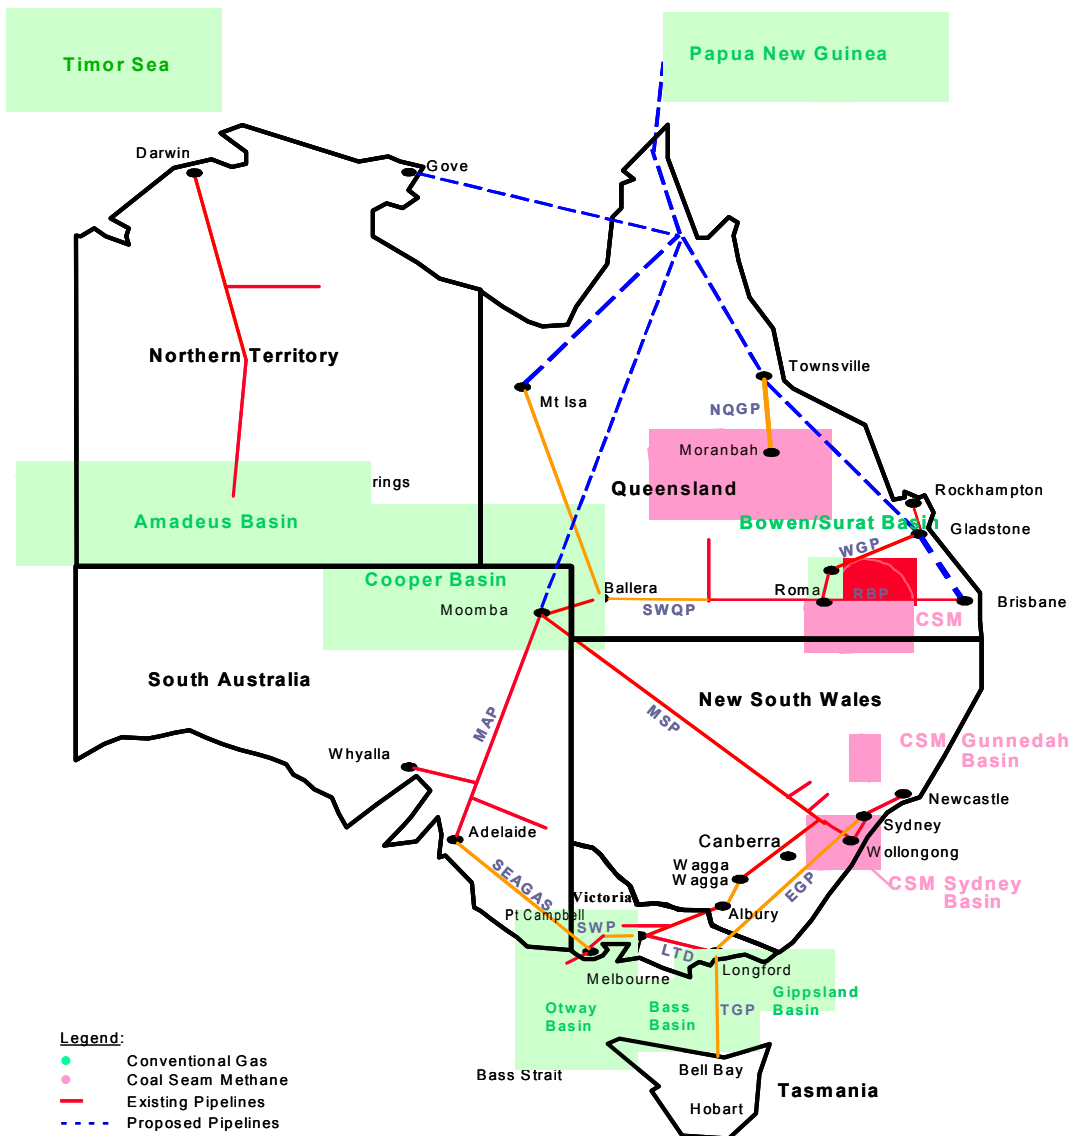 Timor Sea
Papua New Guinea
Darwin
Gove
Northern Territory
Townsville
Mt Isa
NQGP
Moranbah
rings
Queensland
Rockhampton
Amadeus Basin
Bowen/Surat Basin
Gladstone
WGP
Cooper Basin
Ballera
Roma
RBP
Moomba
SWQP
Brisbane
CSM
South Australia
New South Wales
MAP
MSP
Whyalla
CSM Gunnedah
Basin
Newcastle
Adelaide
Sydney
Canberra
Wollongong
Wagga
Wagga
SEAGAS
EGP
CSM Sydney
Basin
Victoria
Pt Campbell
Albury
SWP
LTD
Longford
Melbourne
Gippsland
Basin
Otway
Basin
Bass
Basin
TGP
Legend:
Conventional Gas
Coal Seam Methane
Existing Pipelines
Proposed Pipelines
Bass Strait
Bell Bay
Tasmania
Hobart